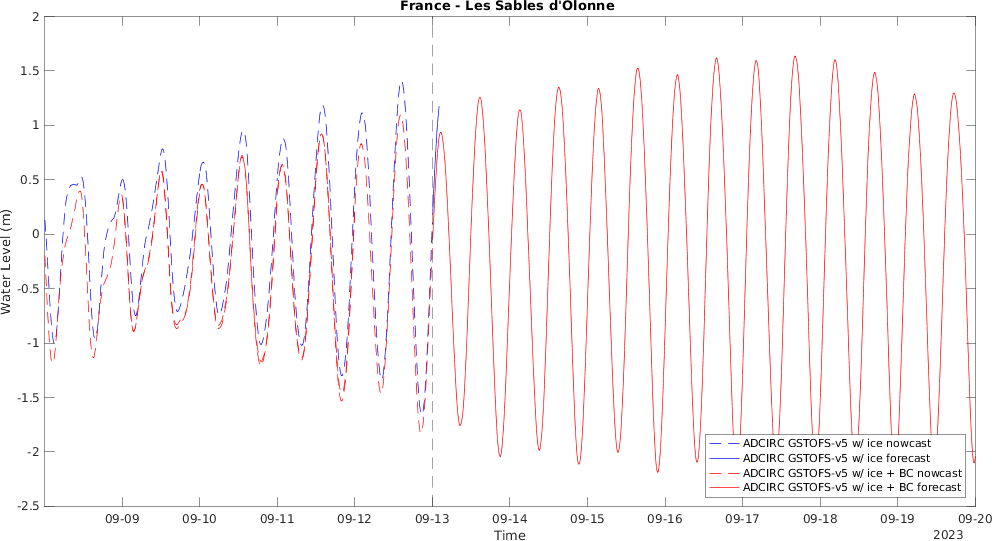 France - Les Sables d'Olonne
2
1.5
1
0.5
0
-0.5
-1
-1.5
-2
-2.5
Water Level (m)
ADCIRC GSTOFS-v5 w/ ice nowcast
ADCIRC GSTOFS-v5 w/ ice forecast
ADCIRC GSTOFS-v5 w/ ice + BC nowcast
ADCIRC GSTOFS-v5 w/ ice + BC forecast
09-09 09-10 09-11 09-12 09-13 09-14 09-15 09-16 09-17 09-18 09-19 09-20
Time
2023